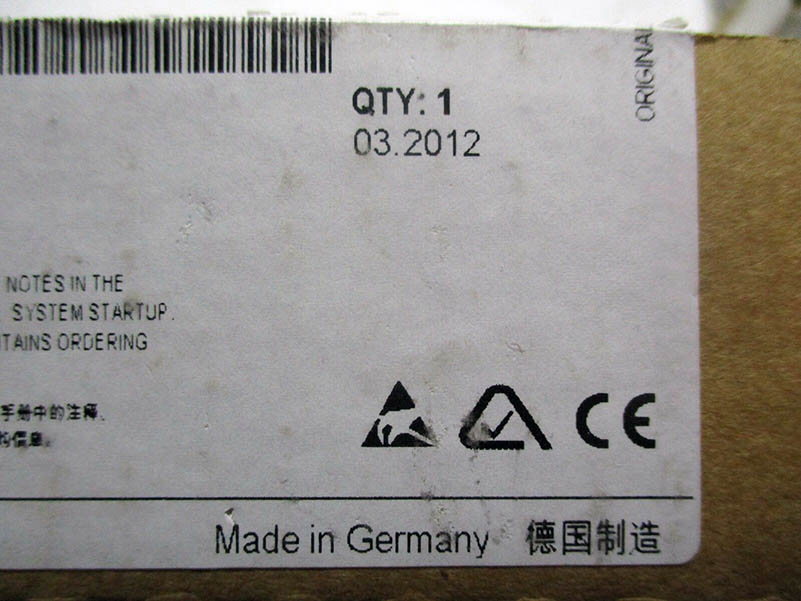 QTY: 1
03.2012
ORIGINAL
NOTES IN THE
SYSTEM STARTUP.
TAINS ORDERING
手册中的注释、
的信息。
CE
Made in Germany 德国制造